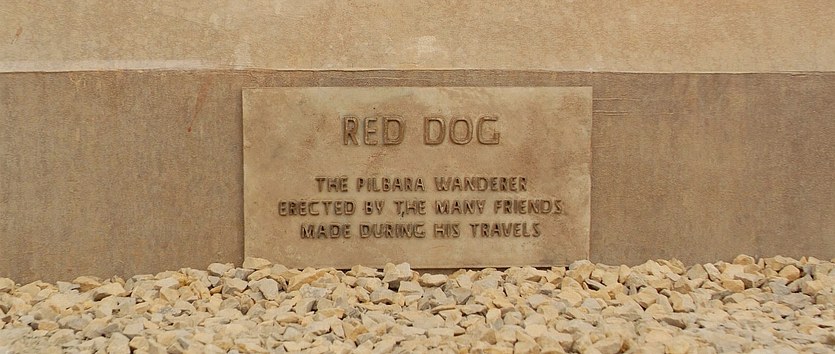 RED DOG
THE PILBARA WANDERER
ERECTED BY THE MANY FRIENDS
MADE DURING HIS TRAVELS